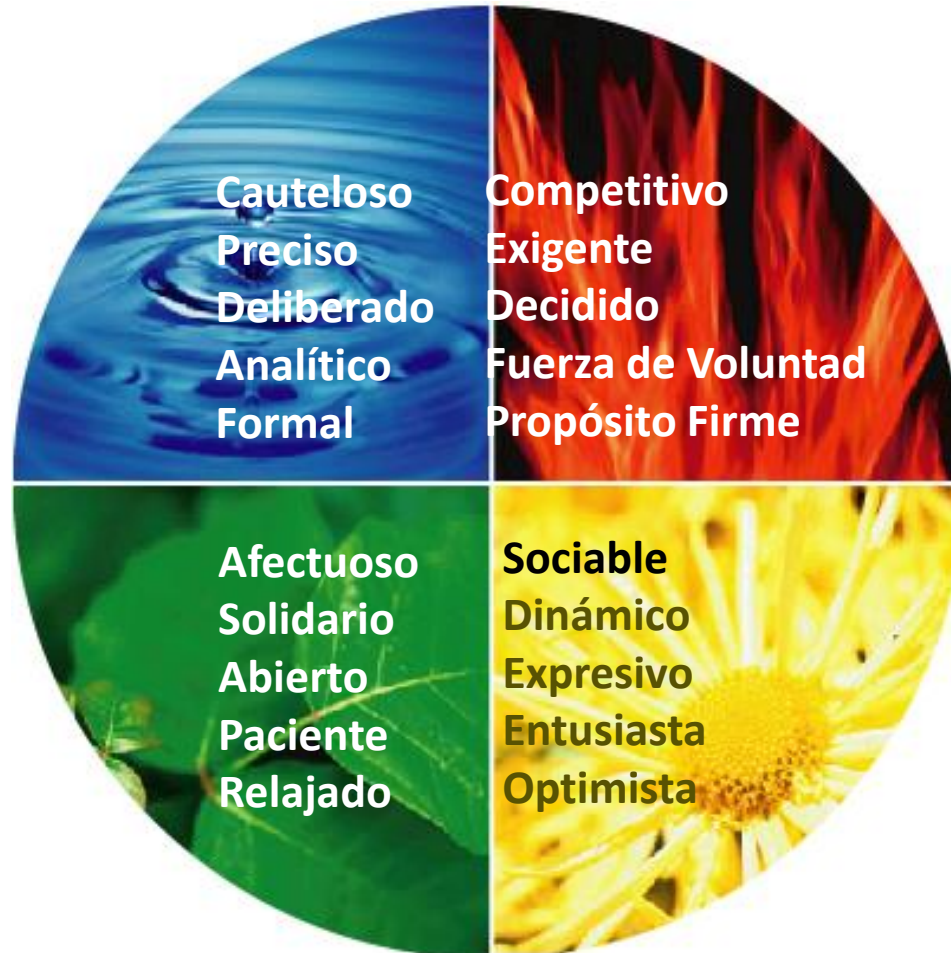 Cauteloso
Preciso
Deliberado
Analítico
Formal
Competitivo
Exigente
Decidido
Fuerza de Voluntad
Propósito Firme
Afectuoso
Solidario
Abierto
Paciente
Relajado
Sociable
Dinámico
Expresivo
Entusiasta
Optimista